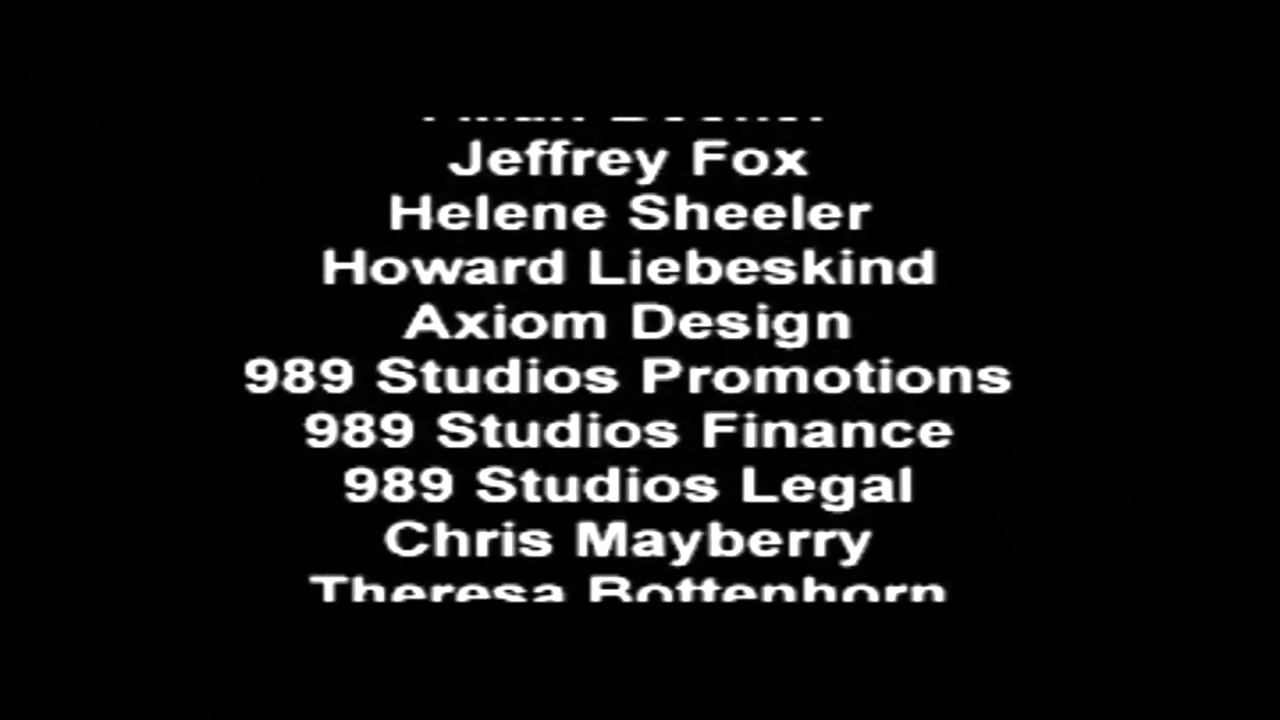 Jeffrey Fox
Helene Sheeler
Howard Liebeskind
Axiom Design
989 Studios Promotions
989 Studios Finance
989 Studios Legal
Chris Mayberry
Theresa